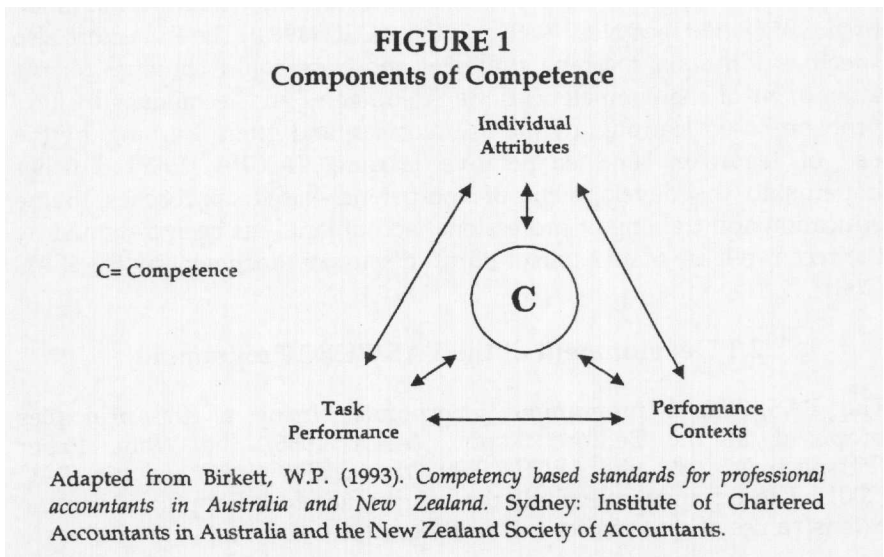 FIGURE 1
Components of Competence
Individual
Attributes
C= Competence
C
Task
Performance
Performance
Contexts
Adapted from Birkett, W.P. (1993). Competency based standards for professional
accountants in Australia and New Zealand. Sydney: Institute of Chartered
Accountants in Australia and the New Zealand Society of Accountants.